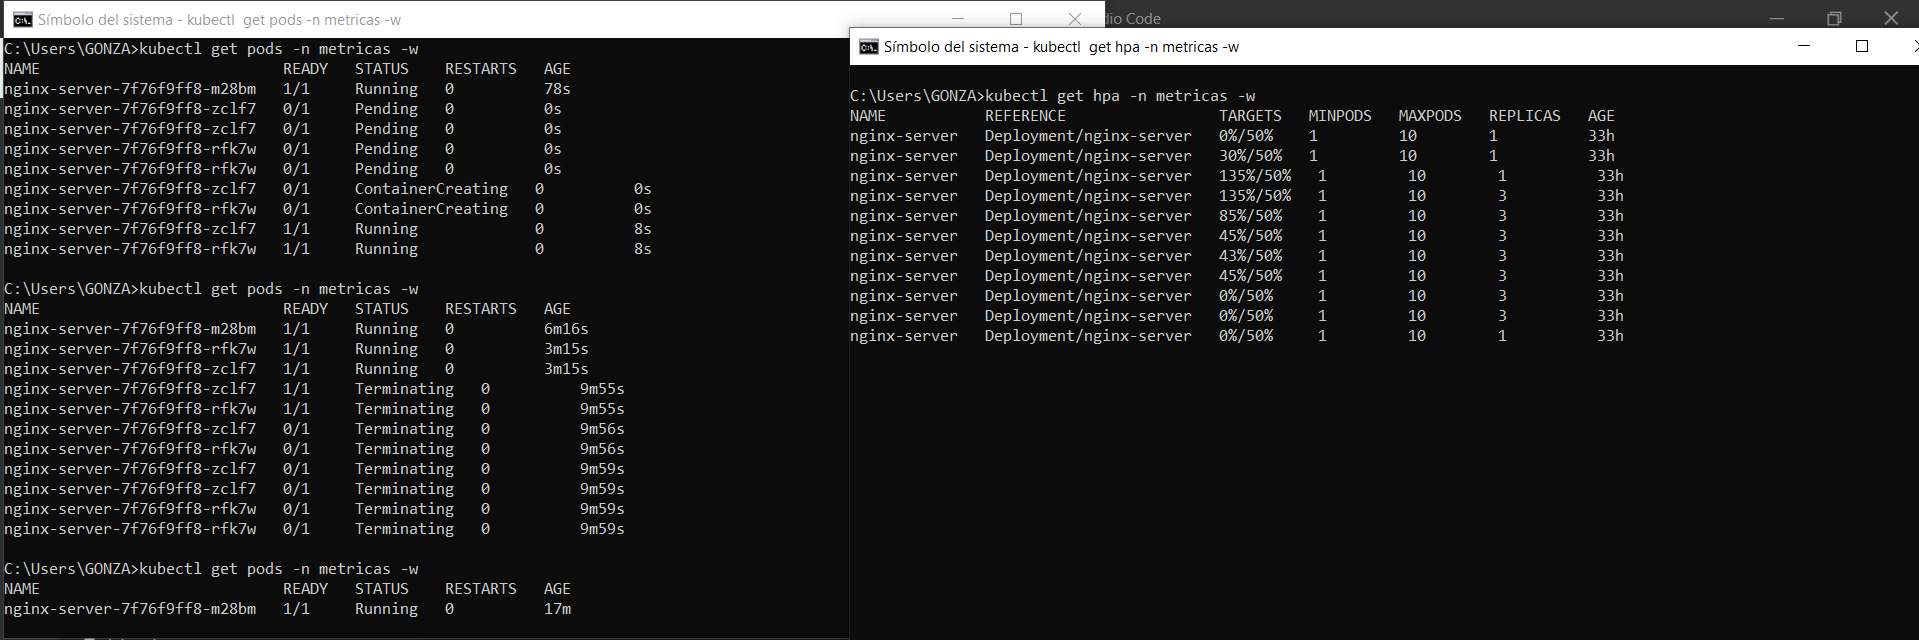 Símbolo del sistema - kubectl  get pods -n metricas -w
C:\Users\GONZA>kubectl get pods -n metricas -w
NAME                           READY   STATUS    RESTARTS   AGE
nginx-server-7f76f9ff8-m28bm   1/1     Running   0          78s
nginx-server-7f76f9ff8-zclf7   0/1     Pending   0          0s
nginx-server-7f76f9ff8-zclf7   0/1     Pending   0          0s
nginx-server-7f76f9ff8-rfk7w   0/1     Pending   0          0s
nginx-server-7f76f9ff8-rfk7w   0/1     Pending   0          0s
nginx-server-7f76f9ff8-zclf7   0/1     ContainerCreating   0          0s
nginx-server-7f76f9ff8-rfk7w   0/1     ContainerCreating   0          0s
nginx-server-7f76f9ff8-zclf7   1/1     Running             0          8s
nginx-server-7f76f9ff8-rfk7w   1/1     Running             0          8s
C:\Users\GONZA>kubectl get pods -n metricas -w
NAME                           READY   STATUS    RESTARTS   AGE
nginx-server-7f76f9ff8-m28bm   1/1     Running   0          6m16s
nginx-server-7f76f9ff8-rfk7w   1/1     Running   0          3m15s
nginx-server-7f76f9ff8-zclf7   1/1     Running   0          3m15s
nginx-server-7f76f9ff8-zclf7   1/1     Terminating   0          9m55s
nginx-server-7f76f9ff8-rfk7w   1/1     Terminating   0          9m55s
nginx-server-7f76f9ff8-zclf7   0/1     Terminating   0          9m56s
nginx-server-7f76f9ff8-rfk7w   0/1     Terminating   0          9m56s
nginx-server-7f76f9ff8-zclf7   0/1     Terminating   0          9m59s
nginx-server-7f76f9ff8-zclf7   0/1     Terminating   0          9m59s
nginx-server-7f76f9ff8-rfk7w   0/1     Terminating   0          9m59s
nginx-server-7f76f9ff8-rfk7w   0/1     Terminating   0          9m59s
C:\Users\GONZA>kubectl get pods -n metricas -w
NAME                           READY   STATUS    RESTARTS   AGE
nginx-server-7f76f9ff8-m28bm   1/1     Running   0          17m
dio Code
Símbolo del sistema - kubectl  get hpa -n metricas -w
C:\Users\GONZA>kubectl get hpa -n metricas -w
NAME           REFERENCE                 TARGETS   MINPODS   MAXPODS   REPLICAS   AGE
nginx-server   Deployment/nginx-server   0%/50%    1         10        1          33h
nginx-server   Deployment/nginx-server   30%/50%   1         10        1          33h
nginx-server   Deployment/nginx-server   135%/50%   1         10        1          33h
nginx-server   Deployment/nginx-server   135%/50%   1         10        3          33h
nginx-server   Deployment/nginx-server   85%/50%    1         10        3          33h
nginx-server   Deployment/nginx-server   45%/50%    1         10        3          33h
nginx-server   Deployment/nginx-server   43%/50%    1         10        3          33h
nginx-server   Deployment/nginx-server   45%/50%    1         10        3          33h
nginx-server   Deployment/nginx-server   0%/50%     1         10        3          33h
nginx-server   Deployment/nginx-server   0%/50%     1         10        3          33h
nginx-server   Deployment/nginx-server   0%/50%     1         10        1          33h